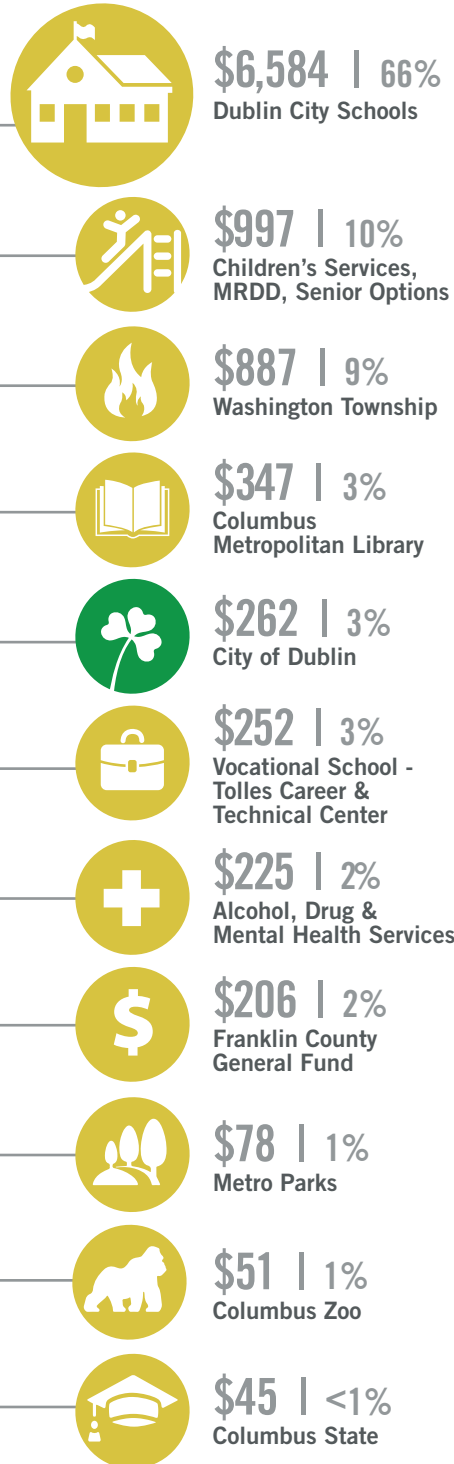 $6,584 | 66%
Dublin City Schools
$997 | 10%
Children's Services,
MRDD, Senior Options
$887 | 9%
Washington Township
$347 | 3%
Columbus
Metropolitan Library
$262 | 3%
City of Dublin
$252 | 3%
Vocational School -
Tolles Career &
Technical Center
$225 | 2%
Alcohol, Drug &
Mental Health Services
$206 | 2%
Franklin County
General Fund
$
$78 | 1%
Metro Parks
$51 | 1%
Columbus Zoo
$45 | <1%
Columbus State